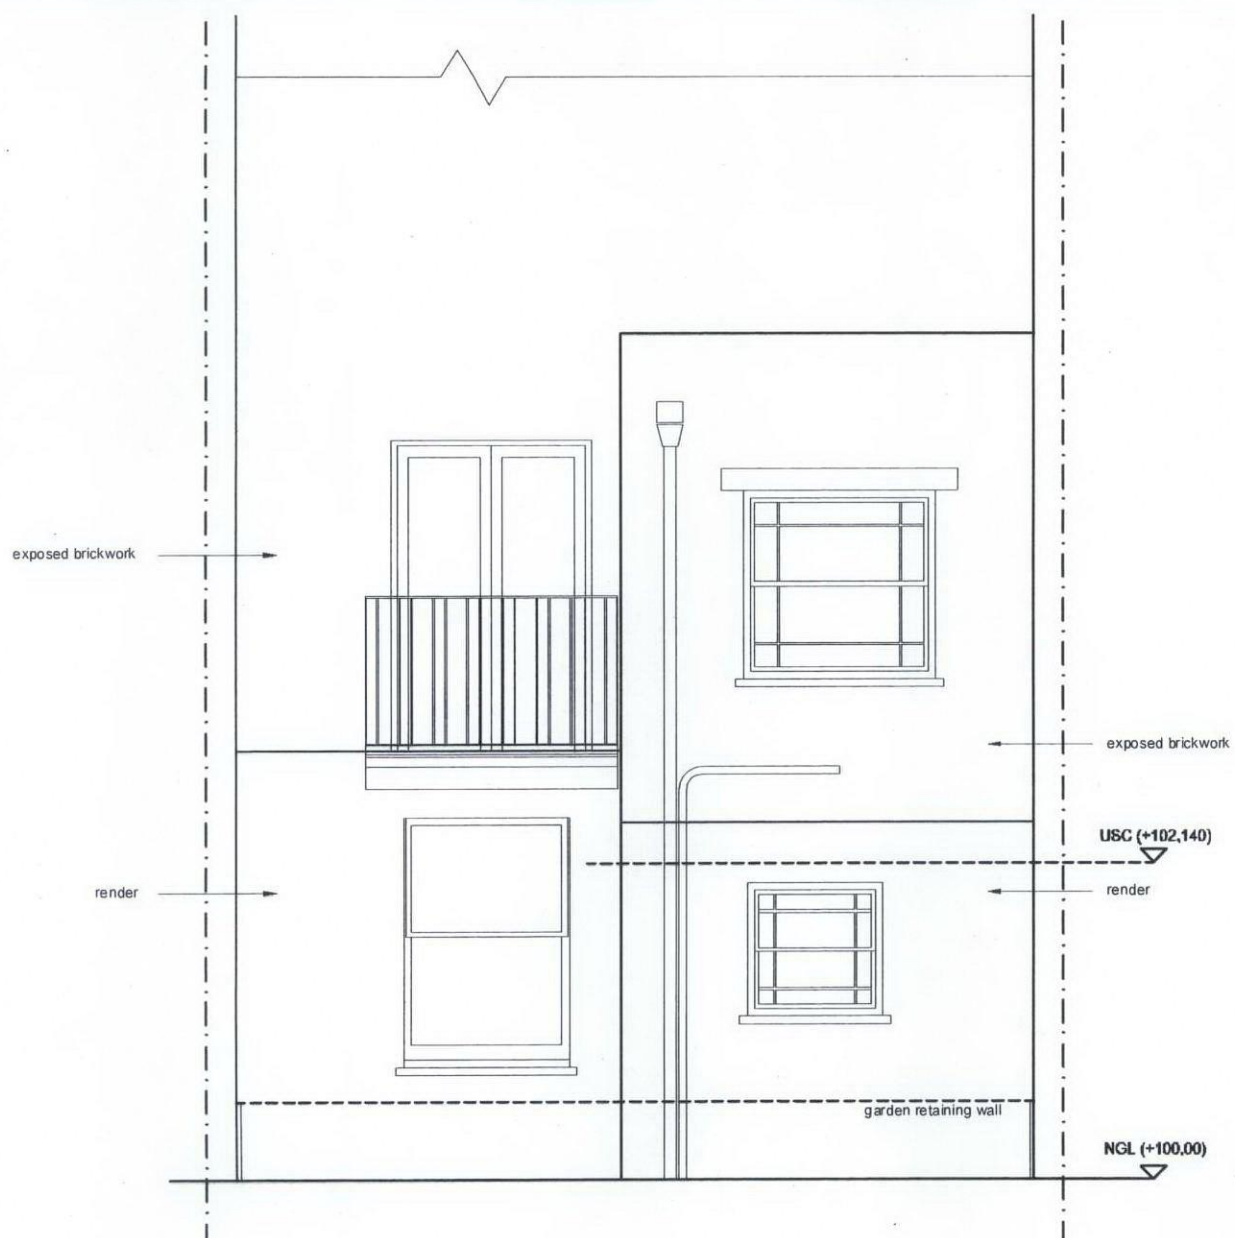 exposed brickwork
exposed brickwork
USC (+102,140)
render
render
garden retaining wall
NGL (+100,00)